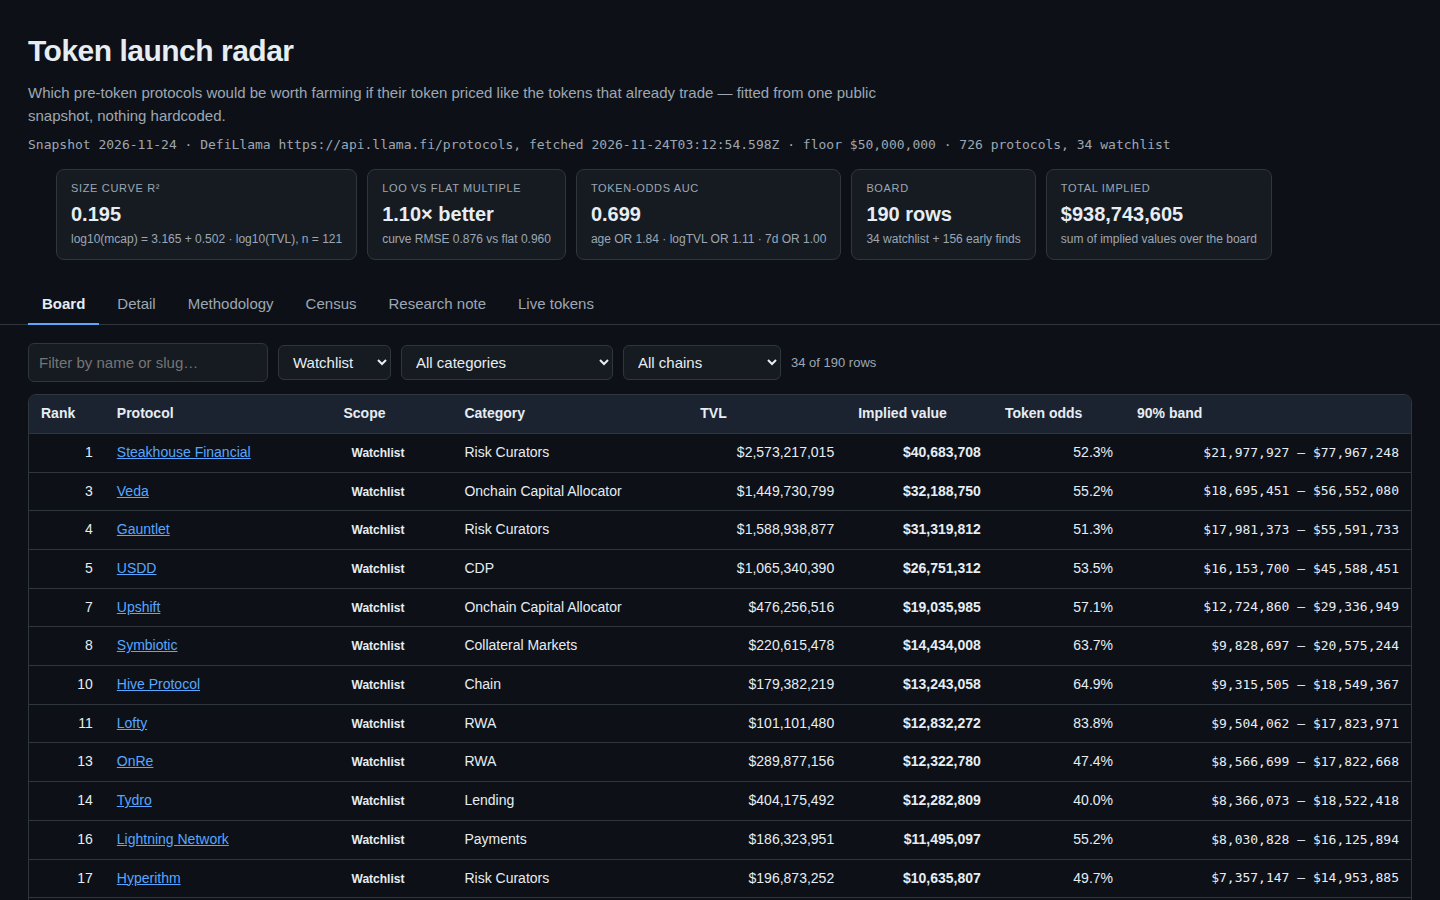 Token launch radar
Which pre-token protocols would be worth farming if their token priced like the tokens that already trade — fitted from one public
snapshot, nothing hardcoded.
Snapshot 2026-11-24 · DefiLlama https://api.llama.fi/protocols, fetched 2026-11-24T03:12:54.598Z · floor $50,000,000 · 726 protocols, 34 watchlist
SIZE CURVE R²
0.195
log10(mcap) = 3.165 + 0.502 · log10(TVL), n = 121
LOO VS FLAT MULTIPLE
1.10× better
curve RMSE 0.876 vs flat 0.960
TOKEN-ODDS AUC
0.699
age OR 1.84 · logTVL OR 1.11 · 7d OR 1.00
BOARD
190 rows
34 watchlist + 156 early finds
TOTAL IMPLIED
$938,743,605
sum of implied values over the board
Board Detail Methodology Census Research note Live tokens
Filter by name or slug… Watchlist All categories All chains 34 of 190 rows
Rank Protocol Scope Category TVL Implied value Token odds 90% band
1 Steakhouse Financial Watchlist Risk Curators $2,573,217,015 $40,683,708 52.3% $21,977,927 – $77,967,248
3 Veda Watchlist Onchain Capital Allocator $1,449,730,799 $32,188,750 55.2% $18,695,451 – $56,552,080
4 Gauntlet Watchlist Risk Curators $1,588,938,877 $31,319,812 51.3% $17,981,373 – $55,591,733
5 USDD Watchlist CDP $1,065,340,390 $26,751,312 53.5% $16,153,700 – $45,588,451
7 Upshift Watchlist Onchain Capital Allocator $476,256,516 $19,035,985 57.1% $12,724,860 – $29,336,949
8 Symbiotic Watchlist Collateral Markets $220,615,478 $14,434,008 63.7% $9,828,697 – $20,575,244
10 Hive Protocol Watchlist Chain $179,382,219 $13,243,058 64.9% $9,315,505 – $18,549,367
11 Lofty Watchlist RWA $101,101,480 $12,832,272 83.8% $9,504,062 – $17,823,971
13 OnRe Watchlist RWA $289,877,156 $12,322,780 47.4% $8,566,699 – $17,822,668
14 Tydro Watchlist Lending $404,175,492 $12,282,809 40.0% $8,366,073 – $18,522,418
16 Lightning Network Watchlist Payments $186,323,951 $11,495,097 55.2% $8,030,828 – $16,125,894
17 Hyperithm Watchlist Risk Curators $196,873,252 $10,635,807 49.7% $7,357,147 – $14,953,885